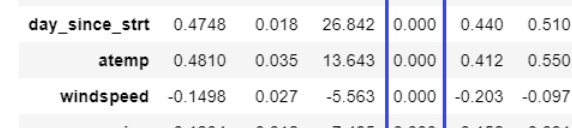 day_since_strt 0.4748 0.018 26.842 0.000 0.440 0.510
atemp 0.4810 0.035 13.643 0.000 0.412 0.550
windspeed -0.1498 0.027 -5.563 0.000 -0.203 -0.097